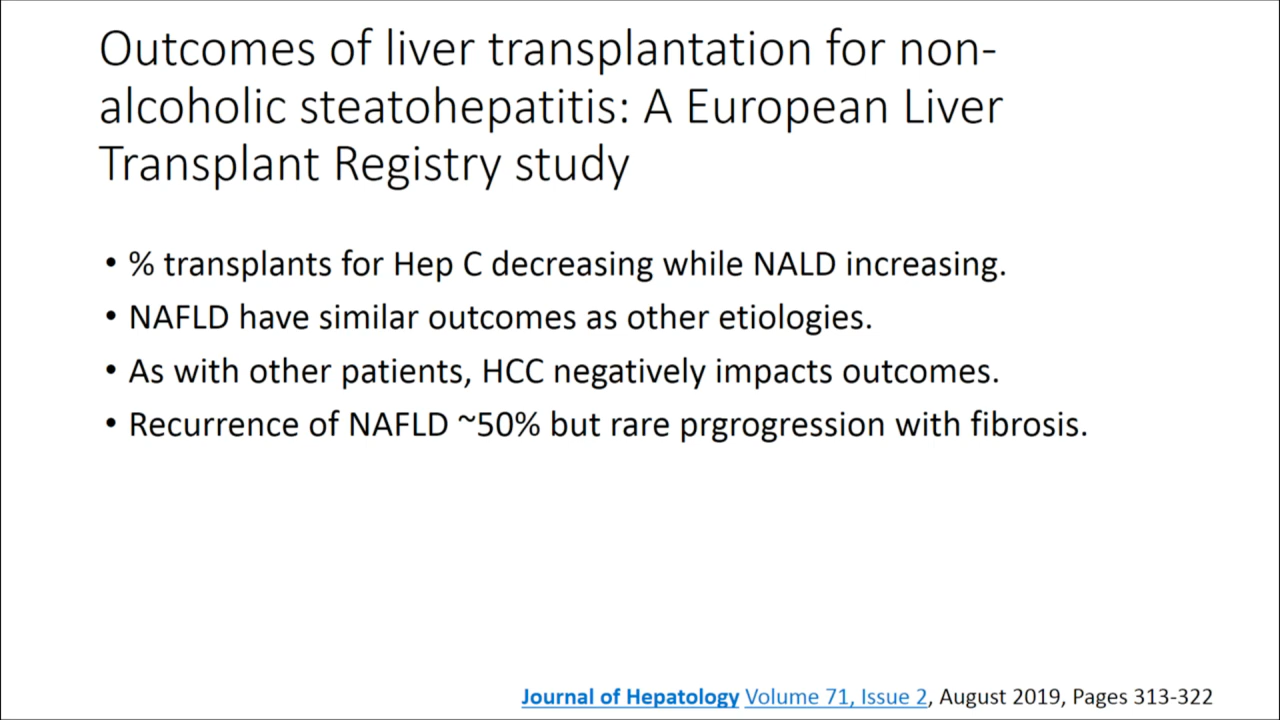 Outcomes of liver transplantation for non-
alcoholic steatohepatitis: A European Liver
Transplant Registry study
• % transplants for Hep C decreasing while NALD increasing.
• NAFLD have similar outcomes as other etiologies.
• As with other patients, HCC negatively impacts outcomes.
• Recurrence of NAFLD ~50% but rare prgrogression with fibrosis.
Journal of Hepatology Volume 71, Issue 2, August 2019, Pages 313-322